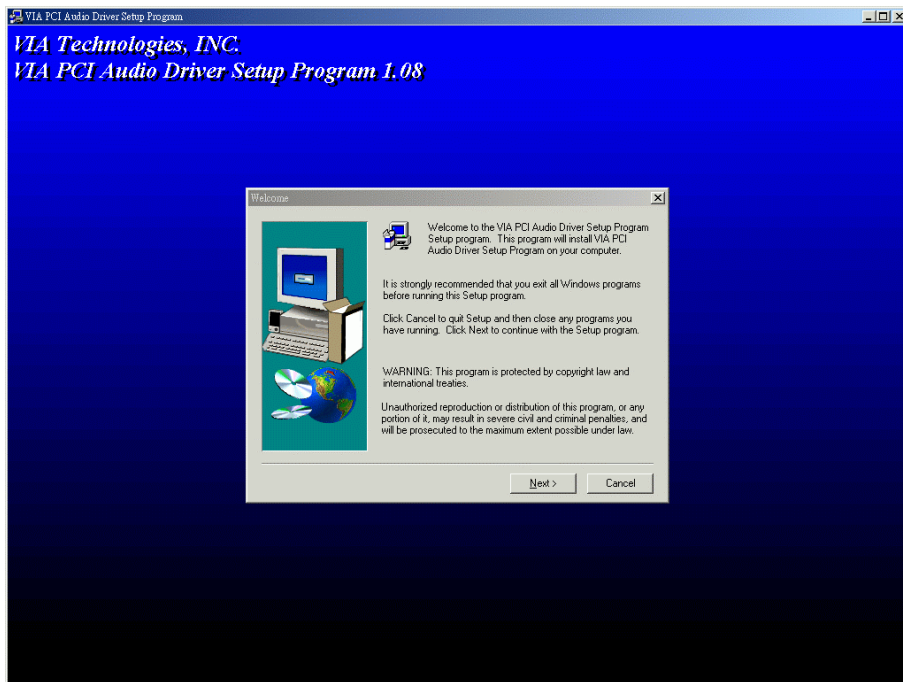 VIA PCI Audio Driver Setup Program
VIA Technologies, INC.
VIA PCI Audio Driver Setup Program 1.08
Welcome
Welcome to the VIA PCI Audio Driver Setup Program
Setup program. This program will install VIA PCI
Audio Driver Setup Program on your computer.
It is strongly recommended that you exit all Windows programs
before running this Setup program.
Click Cancel to quit Setup and then close any programs you
have running. Click Next to continue with the Setup program.
WARNING: This program is protected by copyright law and
international treaties.
Unauthorized reproduction or distribution of this program, or any
portion of it, may result in severe civil and criminal penalties, and
will be prosecuted to the maximum extent possible under law.
Next >
Cancel